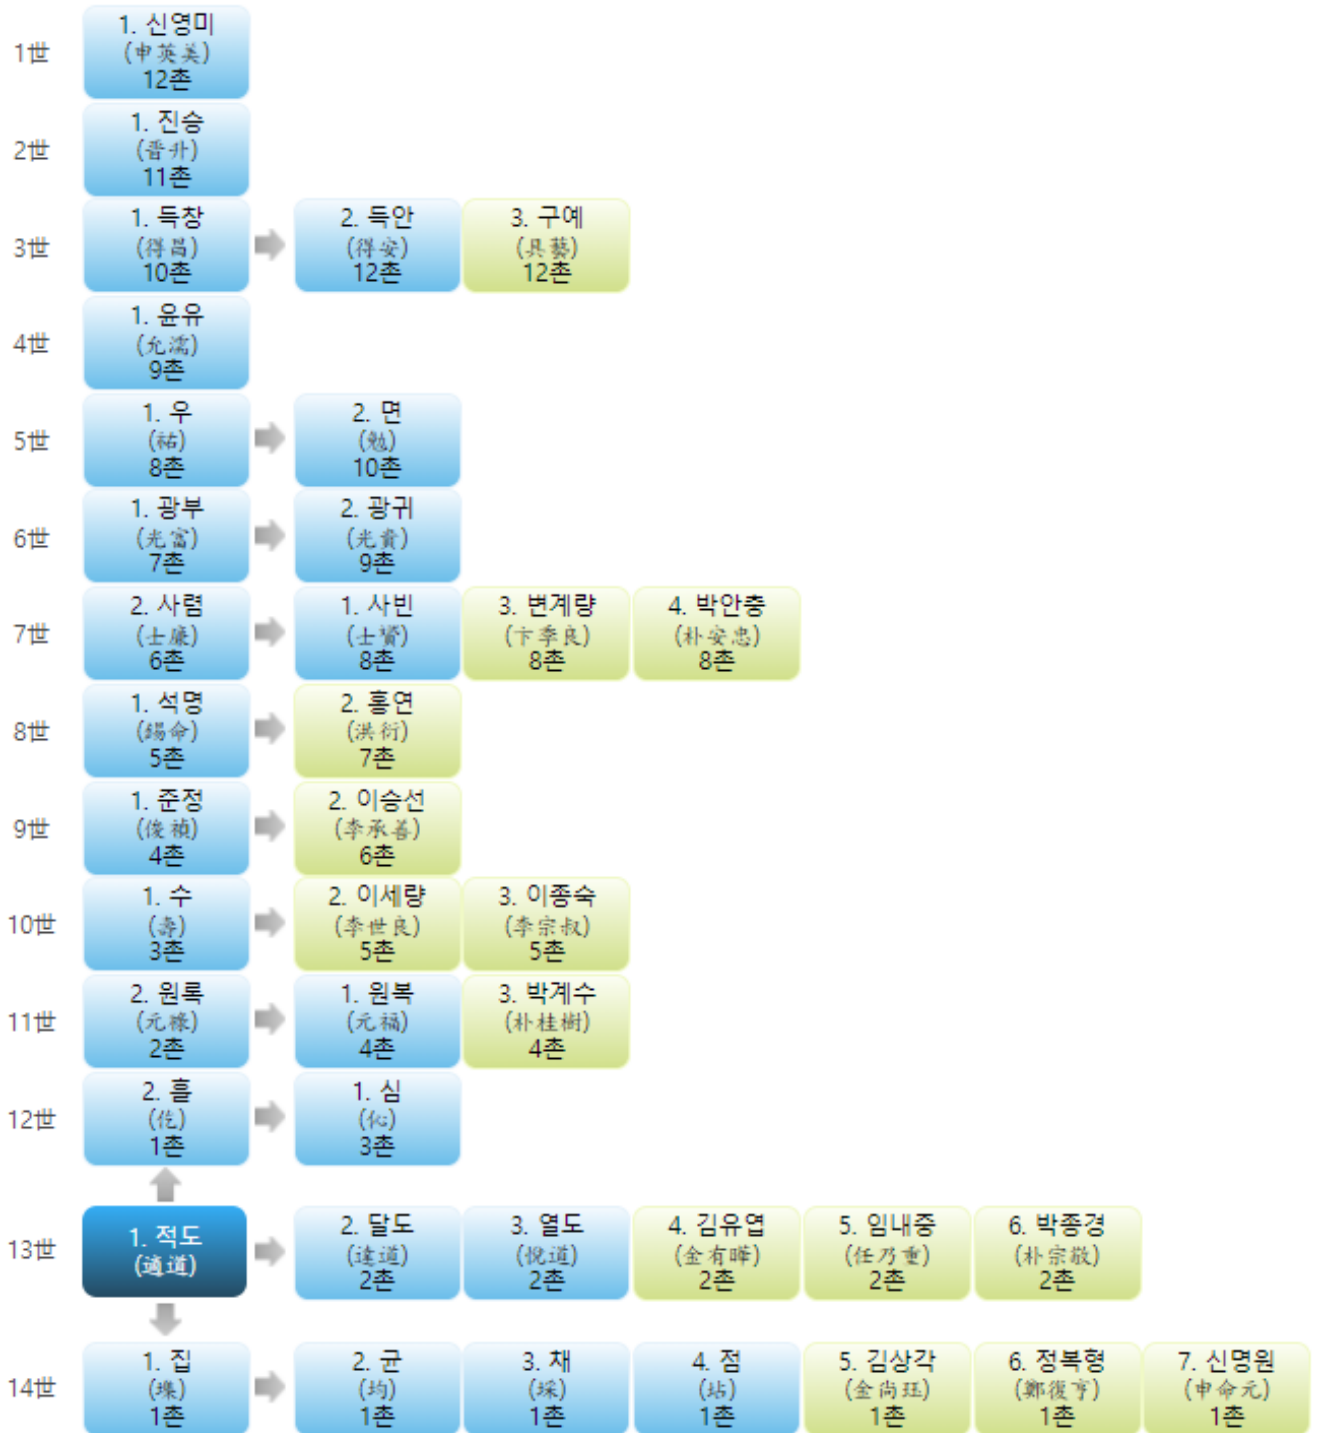 1世
1. 신영미
(申英美)
12촌
2世
1. 진승
(晋升)
11촌
3世
1. 득창
(得昌)
10촌
2. 득안
(得安)
12촌
3. 구예
(具藝)
12촌
4世
1. 윤유
(允濡)
9촌
5世
1. 우
(祐)
8촌
2. 면
(勉)
10촌
6世
1. 광부
(光富)
7촌
2. 광귀
(光貴)
9촌
7世
2. 사렴
(士廉)
6촌
1. 사빈
(士贇)
8촌
3. 변계량
(卞季良)
8촌
4. 박안충
(朴安忠)
8촌
8世
1. 석명
(錫命)
5촌
2. 홍연
(洪衍)
7촌
9世
1. 준정
(俊禎)
4촌
2. 이승선
(李承善)
6촌
10世
1. 수
(壽)
3촌
2. 이세량
(李世良)
5촌
3. 이종숙
(李宗叔)
5촌
11世
2. 원록
(元祿)
2촌
1. 원복
(元福)
4촌
3. 박계수
(朴桂樹)
4촌
12世
2. 흘
(仡)
1촌
1. 심
(伈)
3촌
13世
1. 적도
(適道)
2. 달도
(達道)
2촌
3. 열도
(悅道)
2촌
4. 김유엽
(金有曄)
2촌
5. 임내중
(任乃重)
2촌
6. 박종경
(朴宗敬)
2촌
14世
1. 집
(㙫)
1촌
2. 균
(均)
1촌
3. 채
(埰)
1촌
4. 점
(坫)
1촌
5. 김상각
(金尙珏)
1촌
6. 정복형
(鄭復亨)
1촌
7. 신명원
(申命元)
1촌